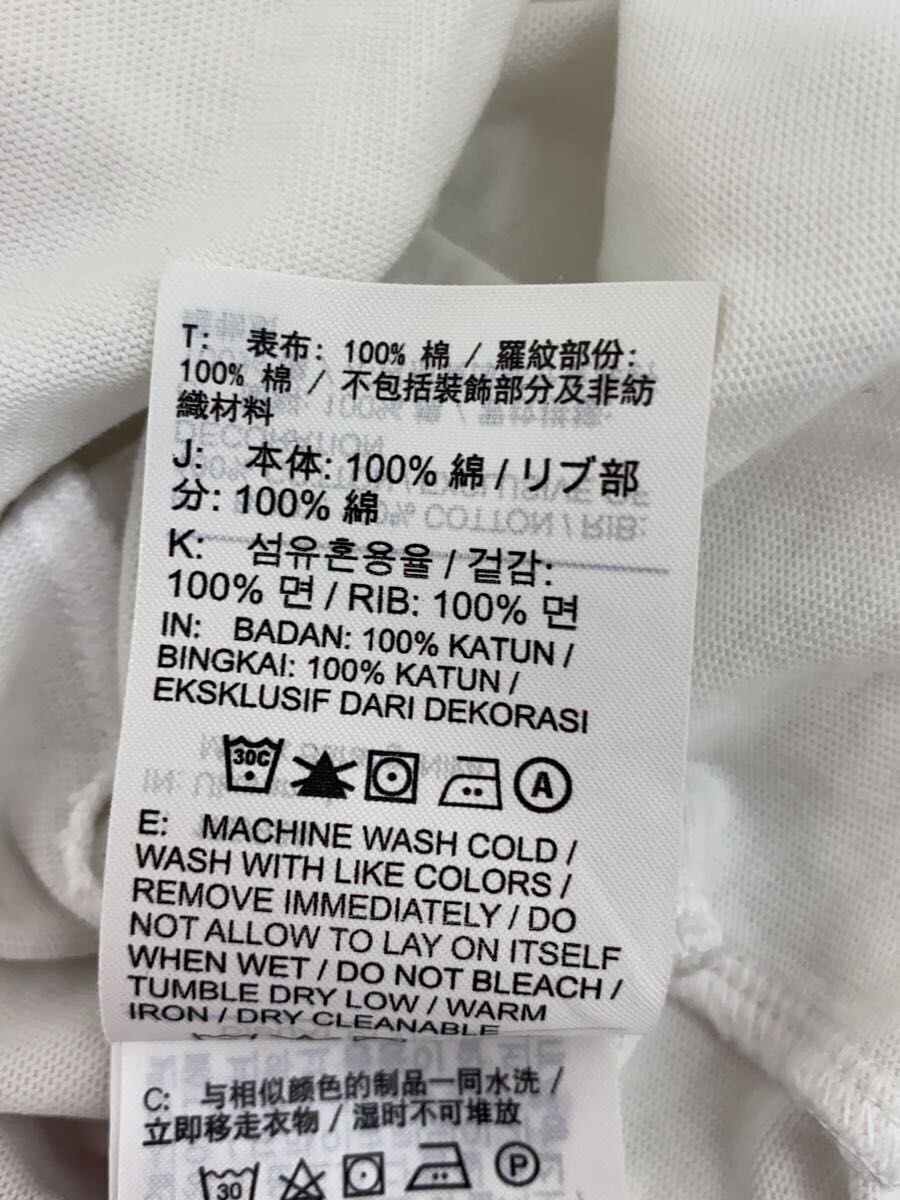 T: 表布: 100% 棉 / 羅紋部份:
100% 棉 / 不包括裝飾部分及非紡
織材料
J: 本体: 100% 綿 / リブ部
分: 100% 綿
K: 섬유혼용율 / 겉감:
100% 면 / RIB: 100% 면
IN: BADAN: 100% KATUN /
BINGKAI: 100% KATUN /
EKSKLUSIF DARI DEKORASI
30C A
E: MACHINE WASH COLD /
WASH WITH LIKE COLORS /
REMOVE IMMEDIATELY / DO
NOT ALLOW TO LAY ON ITSELF
WHEN WET / DO NOT BLEACH /
TUMBLE DRY LOW / WARM
IRON / DRY CLEANABLE
C: 与相似颜色的制品一同水洗 /
立即移走衣物 / 湿时不可堆放
30 P